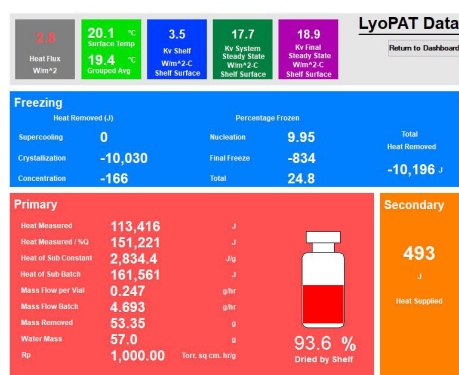 LyoPAT Data
Return to Dashboard
2.8
Heat Flux
W/m^2
20.1 °C
Surface Temp
19.4 °C
Grouped Avg
3.5
Kv Shelf
W/m^2-C
Shelf Surface
17.7
Kv System
Steady State
W/m^2-C
Shelf Surface
18.9
Kv Final
Steady State
W/m^2-C
Shelf Surface
Freezing
Heat Removed (J)
Percentage Frozen
Supercooling 0
Nucleation 9.95
Total
Heat Removed
Crystallization -10,030
Final Freeze -834
-10,196 J
Concentration -166
Total 24.8
Primary
Heat Measured 113,416 J
Heat Measured / %Q 151,221 J
Heat of Sub Constant 2,834.4 J/g
Heat of Sub Batch 161,561 J
Mass Flow per Vial 0.247 g/hr
Mass Flow Batch 4.693 g/hr
Mass Removed 53.35 g
Water Mass 57.0 g
Rp 1,000.00 Torr. sq cm. hr/g
93.6 %
Dried by Shelf
Secondary
493
J
Heat Supplied